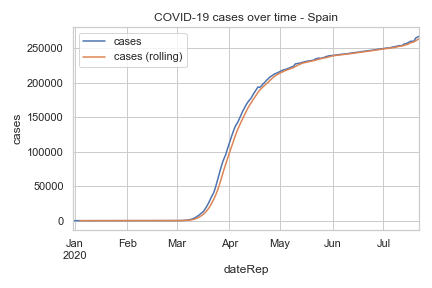 COVID-19 cases over time - Spain
cases
cases (rolling)
250000
200000
150000
100000
50000
0
cases
Jan Feb Mar Apr May Jun Jul
2020
dateRep